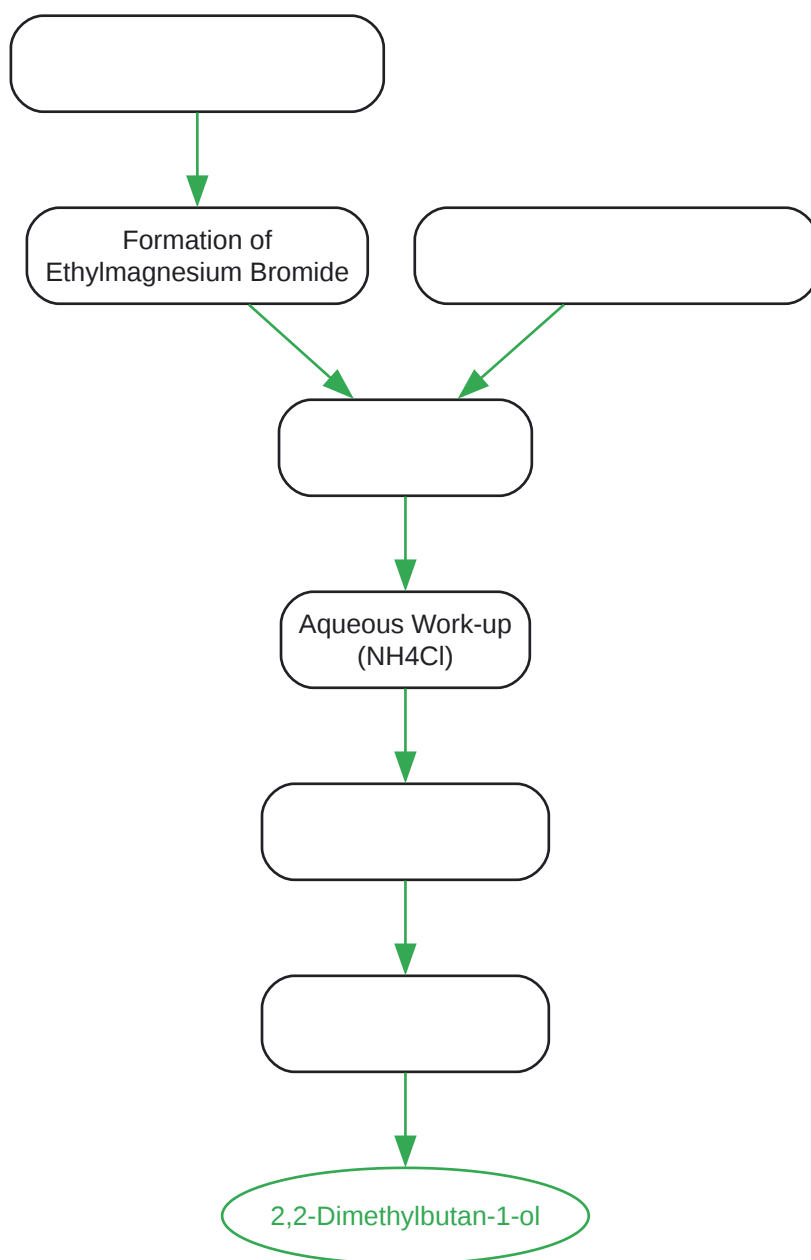 Formation of
Ethylmagnesium Bromide
Aqueous Work-up
(NH4Cl)
2,2-Dimethylbutan-1-ol